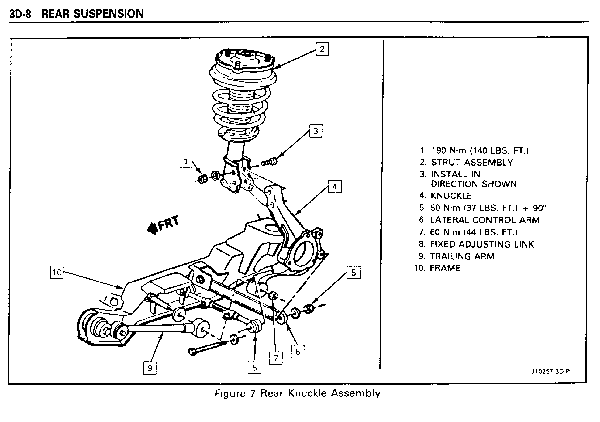 3D-8 REAR SUSPENSION
2
1
3
4
FRT
10
5
9
7
6
1. 190 N·m (140 LBS. FT.)
2. STRUT ASSEMBLY
3. INSTALL IN
DIRECTION SHOWN
4. KNUCKLE
5. 50 N·m (37 LBS. FT.) + 90°
6. LATERAL CONTROL ARM
7. 60 N·m (44 LBS. FT.)
8. FIXED ADJUSTING LINK
9. TRAILING ARM
10. FRAME
Figure 7 Rear Knuckle Assembly